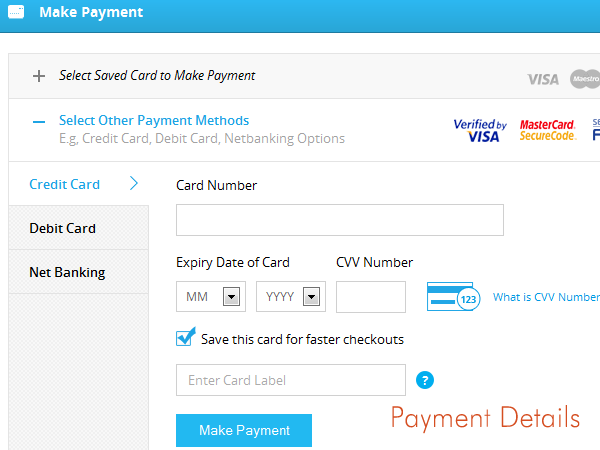 Make Payment
Select Saved Card to Make Payment
VISA Maestro
Select Other Payment Methods
E.g, Credit Card, Debit Card, Netbanking Options
Verified by VISA
MasterCard. SecureCode.
Credit Card
Debit Card
Net Banking
Card Number
Expiry Date of Card CVV Number
MM YYYY
123
What is CVV Number
Save this card for faster checkouts
Enter Card Label
?
Make Payment
Payment Details